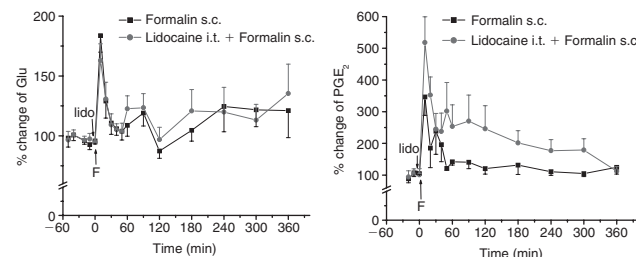 Formalin s.c.
Lidocaine i.t. + Formalin s.c.
% change of Glu
200
150
100
0
lido
F
−60 0 60 120 180 240 300 360
Time (min)
Formalin s.c.
Lidocaine i.t. + Formalin s.c.
% change of PGE2
600
500
400
300
200
100
0
lido
F
−60 0 60 120 180 240 300 360
Time (min)